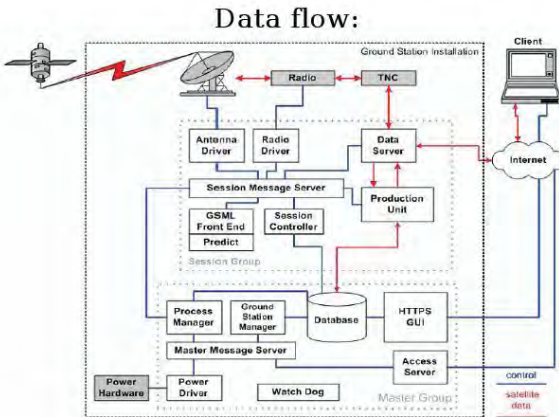 Data flow:
Ground Station Installation
Client
Radio
TNC
Antenna
Driver
Radio
Driver
Data
Server
Internet
Session Message Server
GSML
Front End
Predict
Session
Controller
Production
Unit
Session Group
Process
Manager
Ground
Station
Manager
Database
HTTPS
GUI
Master Message Server
Access
Server
Power
Hardware
Power
Driver
Watch Dog
Master Group
control
satellite
data